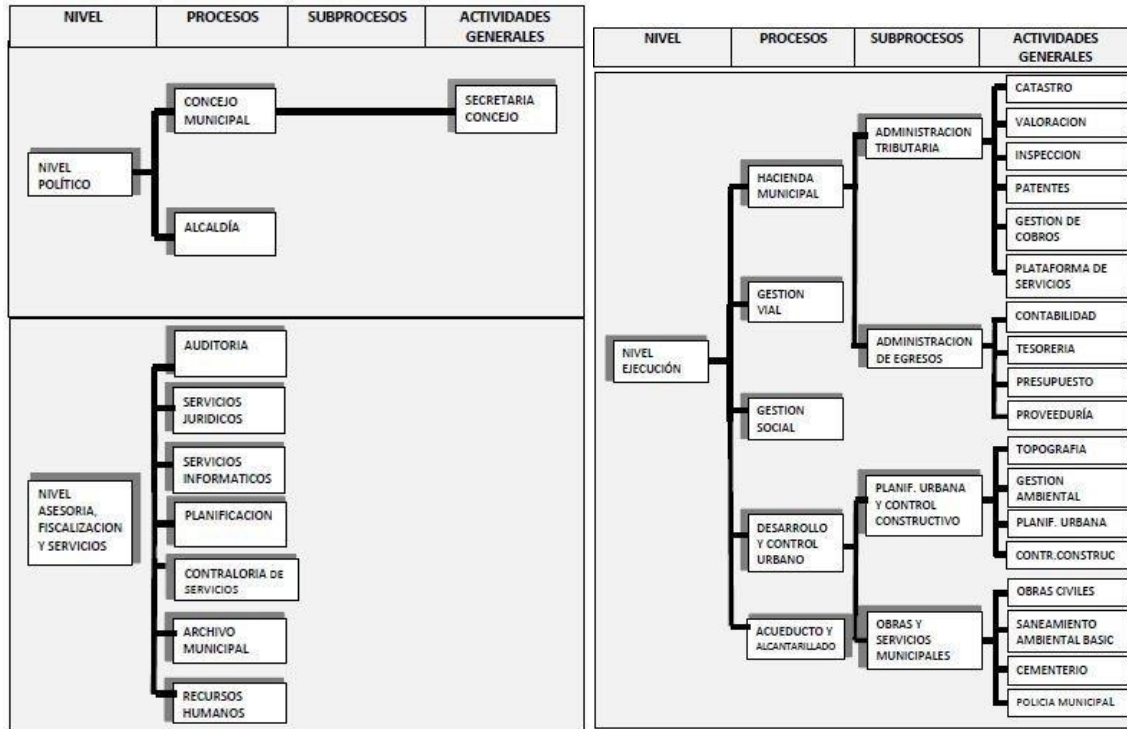 NIVEL
PROCESOS
SUBPROCESOS
ACTIVIDADES
GENERALES
CONCEJO
MUNICIPAL
SECRETARIA
CONCEJO
NIVEL
POLÍTICO
ALCALDÍA
AUDITORIA
SERVICIOS
JURIDICOS
SERVICIOS
INFORMATICOS
NIVEL
ASESORIA,
FISCALIZACION
Y SERVICIOS
PLANIFICACION
CONTRALORIA DE
SERVICIOS
ARCHIVO
MUNICIPAL
RECURSOS
HUMANOS
NIVEL
PROCESOS
SUBPROCESOS
ACTIVIDADES
GENERALES
NIVEL
EJECUCIÓN
HACIENDA
MUNICIPAL
ADMINISTRACION
TRIBUTARIA
CATASTRO
VALORACION
INSPECCION
PATENTES
GESTION DE
COBROS
PLATAFORMA DE
SERVICIOS
GESTION
VIAL
ADMINISTRACION
DE EGRESOS
CONTABILIDAD
TESORERIA
PRESUPUESTO
PROVEEDURÍA
GESTION
SOCIAL
DESARROLLO
Y CONTROL
URBANO
PLANIF. URBANA
Y CONTROL
CONSTRUCTIVO
TOPOGRAFIA
GESTION
AMBIENTAL
PLANIF. URBANA
CONTR.CONSTRUC
ACUEDUCTO Y
ALCANTARILLADO
OBRAS Y
SERVICIOS
MUNICIPALES
OBRAS CIVILES
SANEAMIENTO
AMBIENTAL BASIC
CEMENTERIO
POLICIA MUNICIPAL